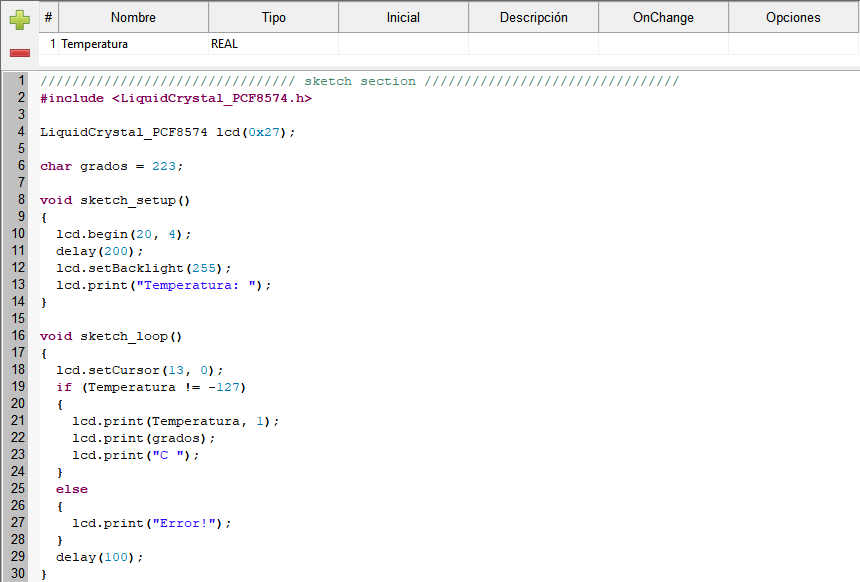 # Nombre Tipo Inicial Descripción OnChange Opciones
1 Temperatura REAL
1 //////////////////////////////// sketch section ////////////////////////////////
2 #include <LiquidCrystal_PCF8574.h>
3
4 LiquidCrystal_PCF8574 lcd(0x27);
5
6 char grados = 223;
7
8 void sketch_setup()
9 {
10   lcd.begin(20, 4);
11   delay(200);
12   lcd.setBacklight(255);
13   lcd.print("Temperatura: ");
14 }
15
16 void sketch_loop()
17 {
18   lcd.setCursor(13, 0);
19   if (Temperatura != -127)
20   {
21     lcd.print(Temperatura, 1);
22     lcd.print(grados);
23     lcd.print("C ");
24   }
25   else
26   {
27     lcd.print("Error!");
28   }
29   delay(100);
30 }